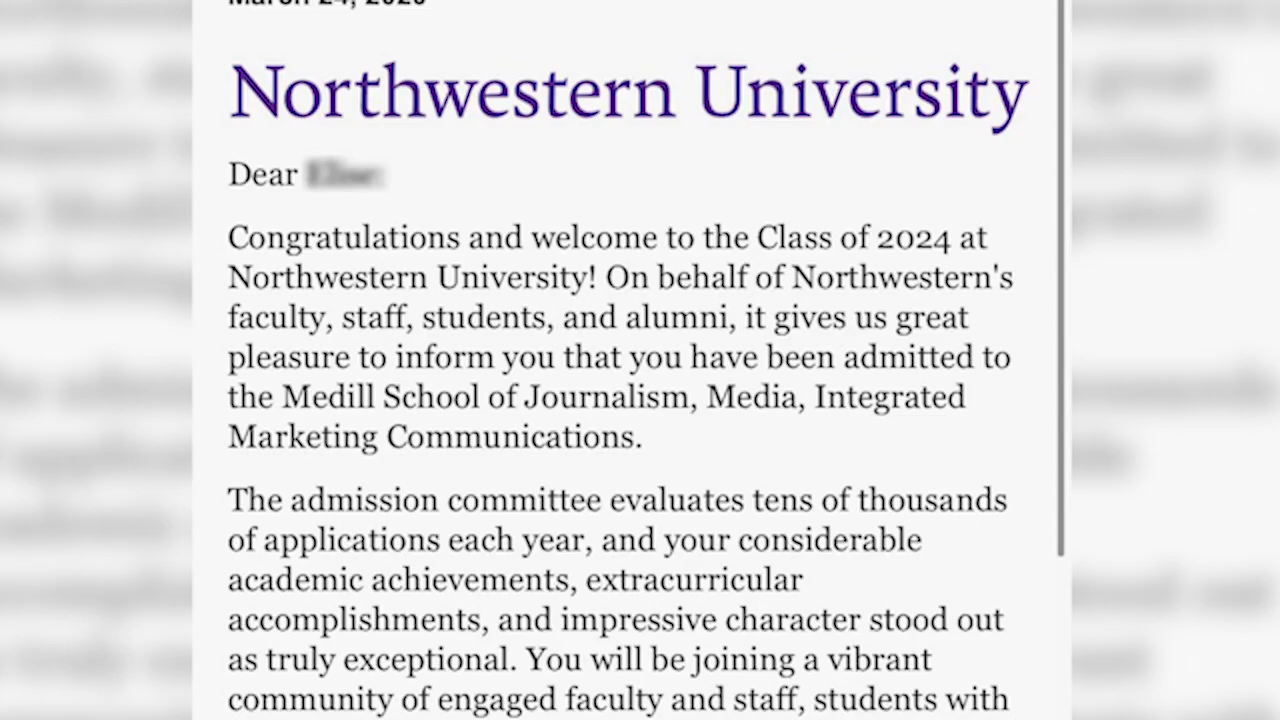 Northwestern University
Dear
Congratulations and welcome to the Class of 2024 at
Northwestern University! On behalf of Northwestern's
faculty, staff, students, and alumni, it gives us great
pleasure to inform you that you have been admitted to
the Medill School of Journalism, Media, Integrated
Marketing Communications.
The admission committee evaluates tens of thousands
of applications each year, and your considerable
academic achievements, extracurricular
accomplishments, and impressive character stood out
as truly exceptional. You will be joining a vibrant
community of engaged faculty and staff, students with